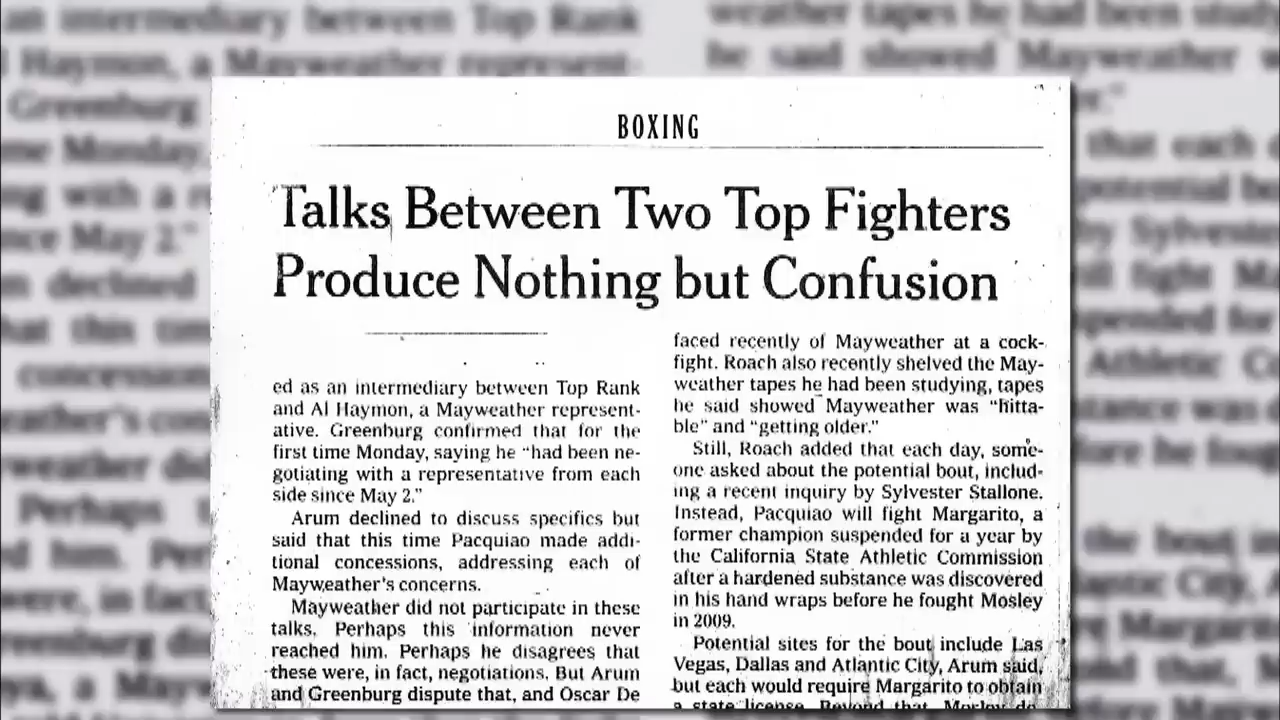 BOXING
Talks Between Two Top Fighters
Produce Nothing but Confusion
ed as an intermediary between Top Rank
and Al Haymon, a Mayweather represent-
ative. Greenburg confirmed that for the
first time Monday, saying he “had been ne-
gotiating with a representative from each
side since May 2.”
Arum declined to discuss specifics but
said that this time Pacquiao made addi-
tional concessions, addressing each of
Mayweather's concerns.
Mayweather did not participate in these
talks. Perhaps this information never
reached him. Perhaps he disagrees that
these were, in fact, negotiations. But Arum
and Greenburg dispute that, and Oscar De
faced recently of Mayweather at a cock-
fight. Roach also recently shelved the May-
weather tapes he had been studying, tapes
he said showed Mayweather was “hitta-
ble” and “getting older.”
Still, Roach added that each day, some-
one asked about the potential bout, includ-
ing a recent inquiry by Sylvester Stallone.
Instead, Pacquiao will fight Margarito, a
former champion suspended for a year by
the California State Athletic Commission
after a hardened substance was discovered
in his hand wraps before he fought Mosley
in 2009.
Potential sites for the bout include Las
Vegas, Dallas and Atlantic City, Arum said,
but each would require Margarito to obtain
a state license. Beyond that,